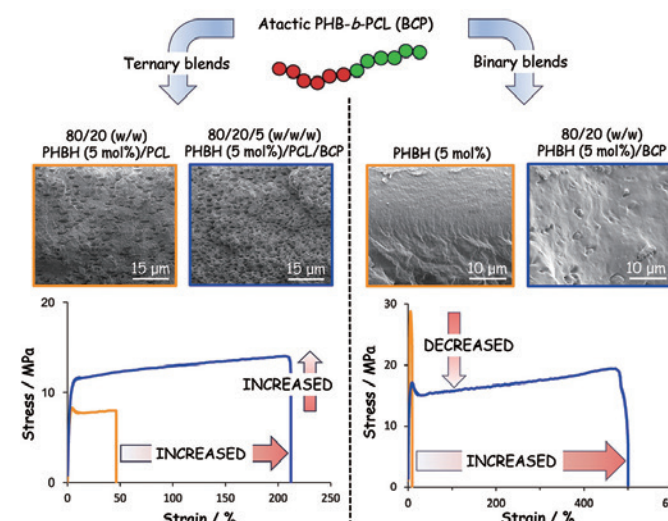 Atactic PHB-b-PCL (BCP)
Ternary blends
Binary blends
80/20 (w/w)
PHBH (5 mol%)/PCL
80/20/5 (w/w/w)
PHBH (5 mol%)/PCL/BCP
PHBH (5 mol%)
80/20 (w/w)
PHBH (5 mol%)/BCP
15 µm
15 µm
10 µm
10 µm
Stress / MPa
20
10
0
INCREASED
INCREASED
0 50 100 150 200 250
Strain / %
Stress / MPa
30
20
10
0
DECREASED
INCREASED
0 200 400
Strain / %